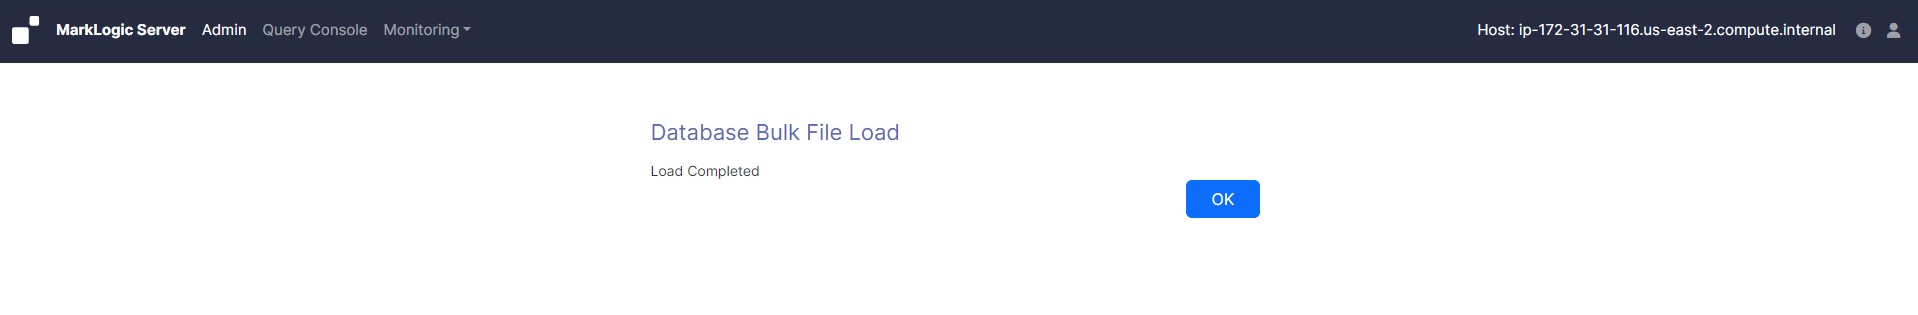 MarkLogic Server Admin Query Console Monitoring Host: ip-172-31-31-116.us-east-2.compute.internal
Database Bulk File Load
Load Completed
OK